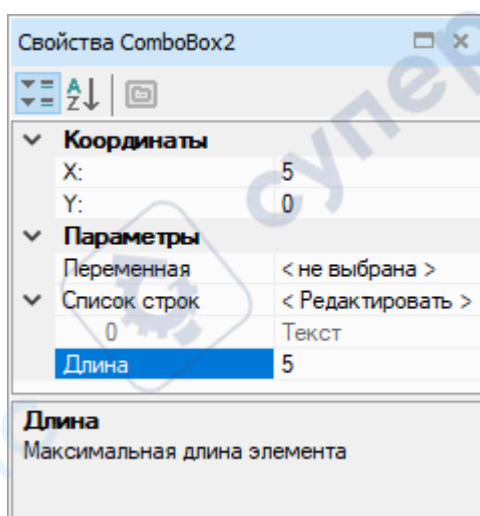 Свойства ComboBox2
Координаты
X: 5
Y: 0
Параметры
Переменная < не выбрана >
Список строк < Редактировать >
0 Текст
Длина 5
Длина
Максимальная длина элемента